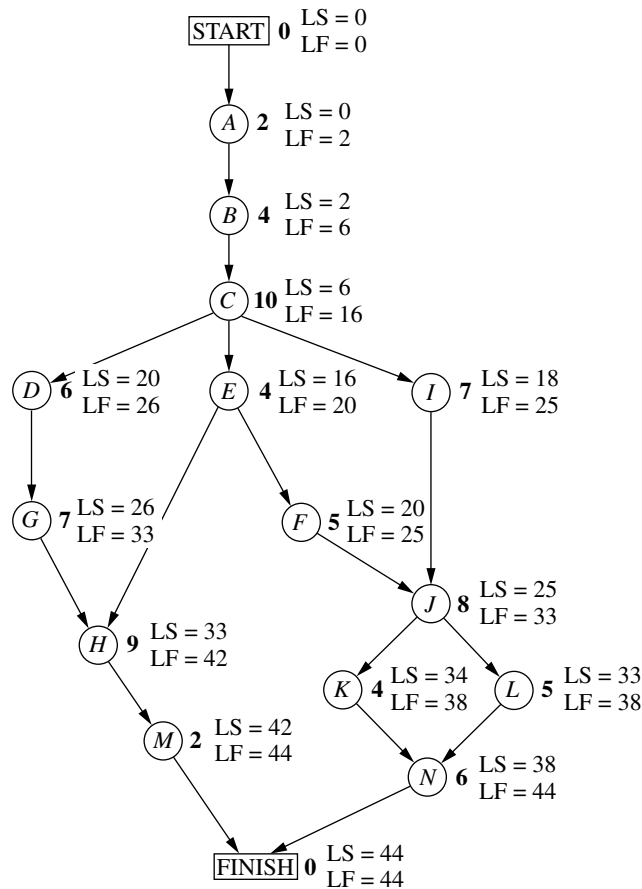 START 0 LS = 0
LF = 0
A 2 LS = 0
LF = 2
B 4 LS = 2
LF = 6
C 10 LS = 6
LF = 16
D 6 LS = 20
LF = 26
E 4 LS = 16
LF = 20
I 7 LS = 18
LF = 25
G 7 LS = 26
LF = 33
F 5 LS = 20
LF = 25
J 8 LS = 25
LF = 33
H 9 LS = 33
LF = 42
K 4 LS = 34
LF = 38
L 5 LS = 33
LF = 38
M 2 LS = 42
LF = 44
N 6 LS = 38
LF = 44
FINISH 0 LS = 44
LF = 44